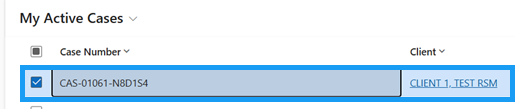 My Active Cases
Case Number Client
CAS-01061-N8D1S4 CLIENT 1, TEST RSM